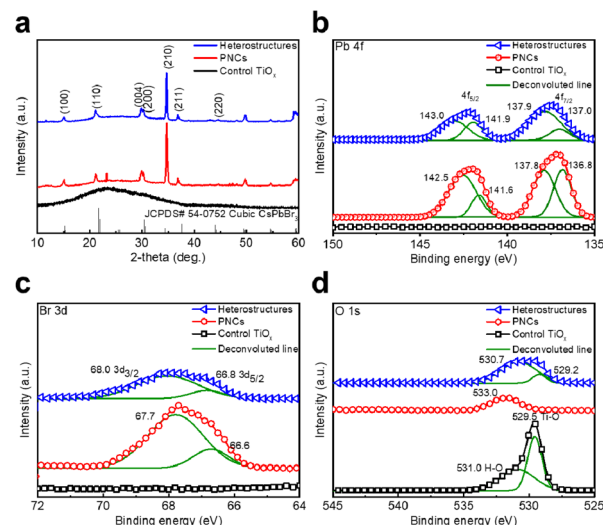 a
Heterostructures
PNCs
Control TiOx
(100)
(110)
(004)
(200)
(210)
(211)
(220)
JCPDS# 54-0752 Cubic CsPbBr3
Intensity (a.u.)
10 20 30 40 50 60
2-theta (deg.)
b
Pb 4f
Heterostructures
PNCs
Control TiOx
Deconvoluted line
4f5/2
4f7/2
143.0
141.9
137.9
137.0
142.5
141.6
137.8
136.8
Intensity (a.u.)
150 145 140 135
Binding energy (eV)
c
Br 3d
Heterostructures
PNCs
Control TiOx
Deconvoluted line
68.0 3d3/2
66.8 3d5/2
67.7
66.6
Intensity (a.u.)
72 70 68 66 64
Binding energy (eV)
d
O 1s
Heterostructures
PNCs
Control TiOx
Deconvoluted line
530.7
529.2
533.0
529.5 Ti-O
531.0 H-O
Intensity (a.u.)
545 540 535 530 525
Binding energy (eV)